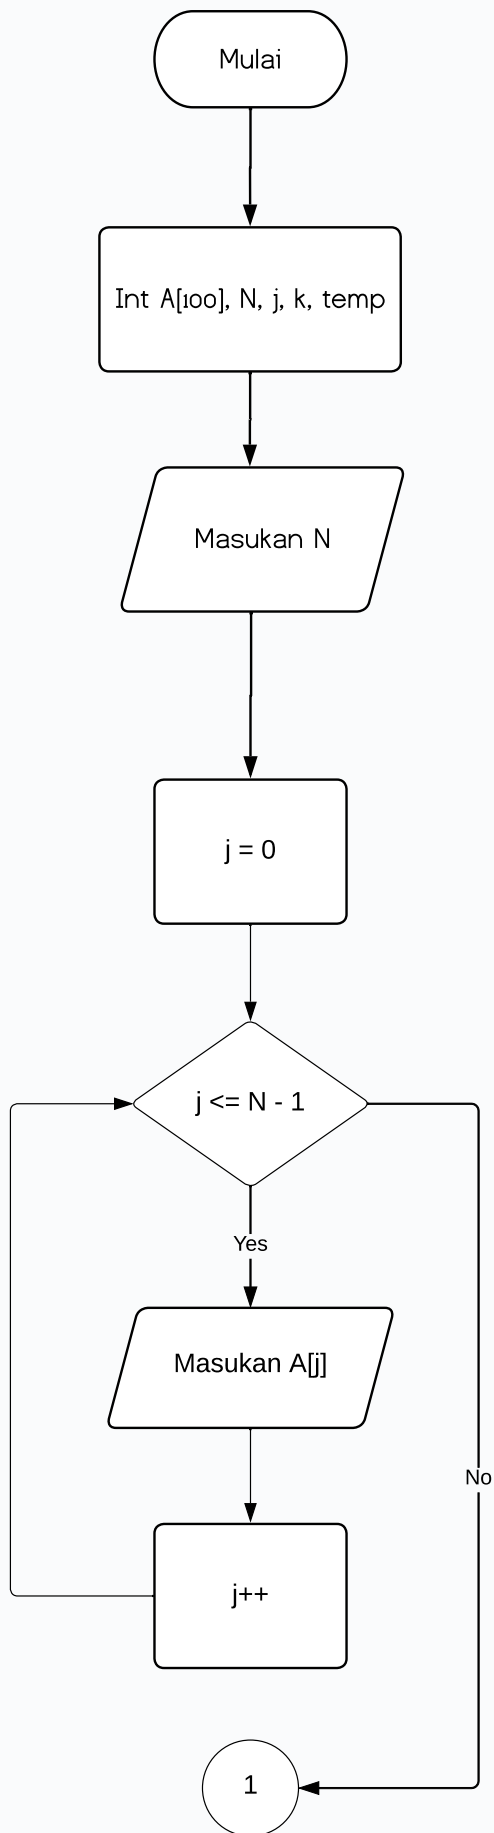 Mulai
Int A[100], N, j, k, temp
Masukan N
j = 0
j <= N - 1
Yes
Masukan A[j]
No
j++
1